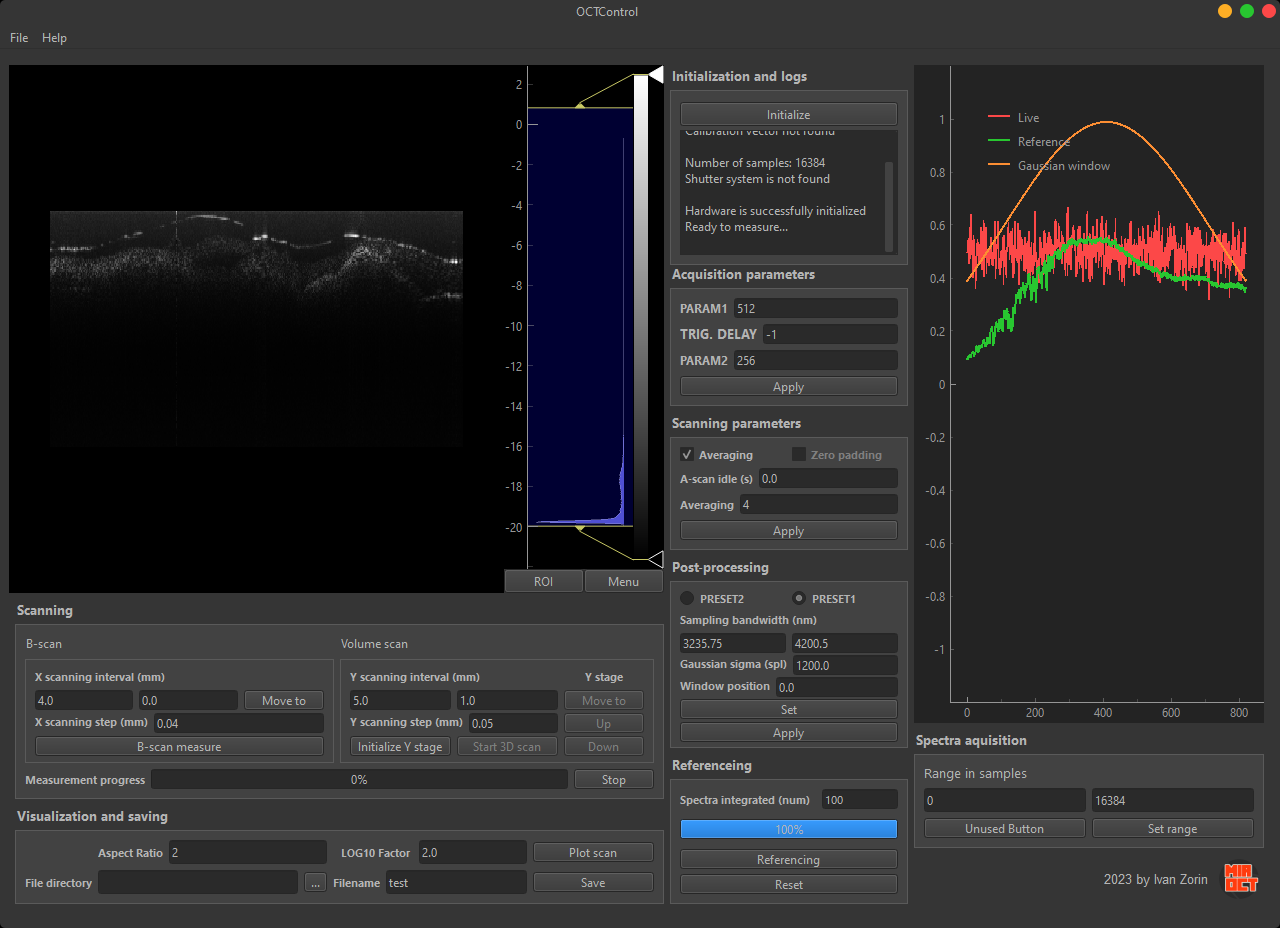 OCTControl
File Help
2
0
-2
-4
-6
-8
-10
-12
-14
-16
-18
-20
ROI Menu
Initialization and logs
Initialize
Calibration vector not found
Number of samples: 16384
Shutter system is not found
Hardware is successfully initialized
Ready to measure...
Acquisition parameters
PARAM1 512
TRIG. DELAY -1
PARAM2 256
Apply
Scanning parameters
Averaging Zero padding
A-scan idle (s) 0.0
Averaging 4
Apply
Post-processing
PRESET2 PRESET1
Sampling bandwidth (nm)
3235.75 4200.5
Gaussian sigma (spl) 1200.0
Window position 0.0
Set
Apply
Referenceing
Spectra integrated (num) 100
100%
Referencing
Reset
Live
Reference
Gaussian window
1
0.8
0.6
0.4
0.2
0
-0.2
-0.4
-0.6
-0.8
-1
0 200 400 600 800
Spectra aquisition
Range in samples
0 16384
Unused Button Set range
2023 by Ivan Zorin
MIR
OCT
Scanning
B-scan
X scanning interval (mm)
4.0 0.0 Move to
X scanning step (mm) 0.04
B-scan measure
Volume scan
Y scanning interval (mm) Y stage
5.0 1.0 Move to
Y scanning step (mm) 0.05 Up
Initialize Y stage Start 3D scan Down
Measurement progress 0% Stop
Visualization and saving
Aspect Ratio 2 LOG10 Factor 2.0 Plot scan
File directory ... Filename test Save